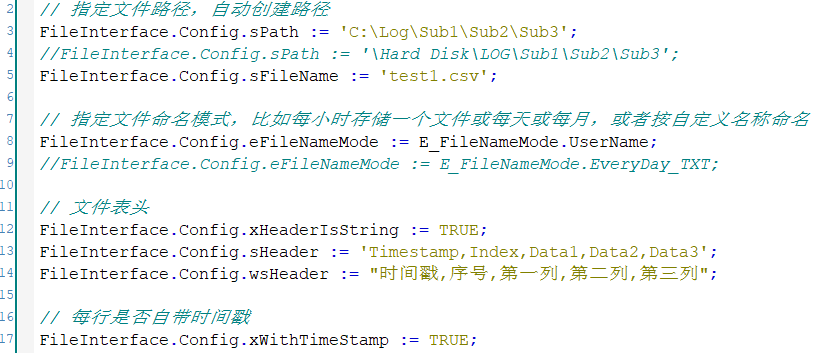 2 // 指定文件路径，自动创建路径
3 FileInterface.Config.sPath := 'C:\Log\Sub1\Sub2\Sub3';
4 //FileInterface.Config.sPath := '\Hard Disk\LOG\Sub1\Sub2\Sub3';
5 FileInterface.Config.sFileName := 'test1.csv';
6
7 // 指定文件命名模式，比如每小时存储一个文件或每天或每月，或者按自定义名称命名
8 FileInterface.Config.eFileNameMode := E_FileNameMode.UserName;
9 //FileInterface.Config.eFileNameMode := E_FileNameMode.EveryDay_TXT;
10
11 // 文件表头
12 FileInterface.Config.xHeaderIsString := TRUE;
13 FileInterface.Config.sHeader := 'Timestamp,Index,Data1,Data2,Data3';
14 FileInterface.Config.wsHeader := "时间戳,序号,第一列,第二列,第三列";
15
16 // 每行是否自带时间戳
17 FileInterface.Config.xWithTimeStamp := TRUE;